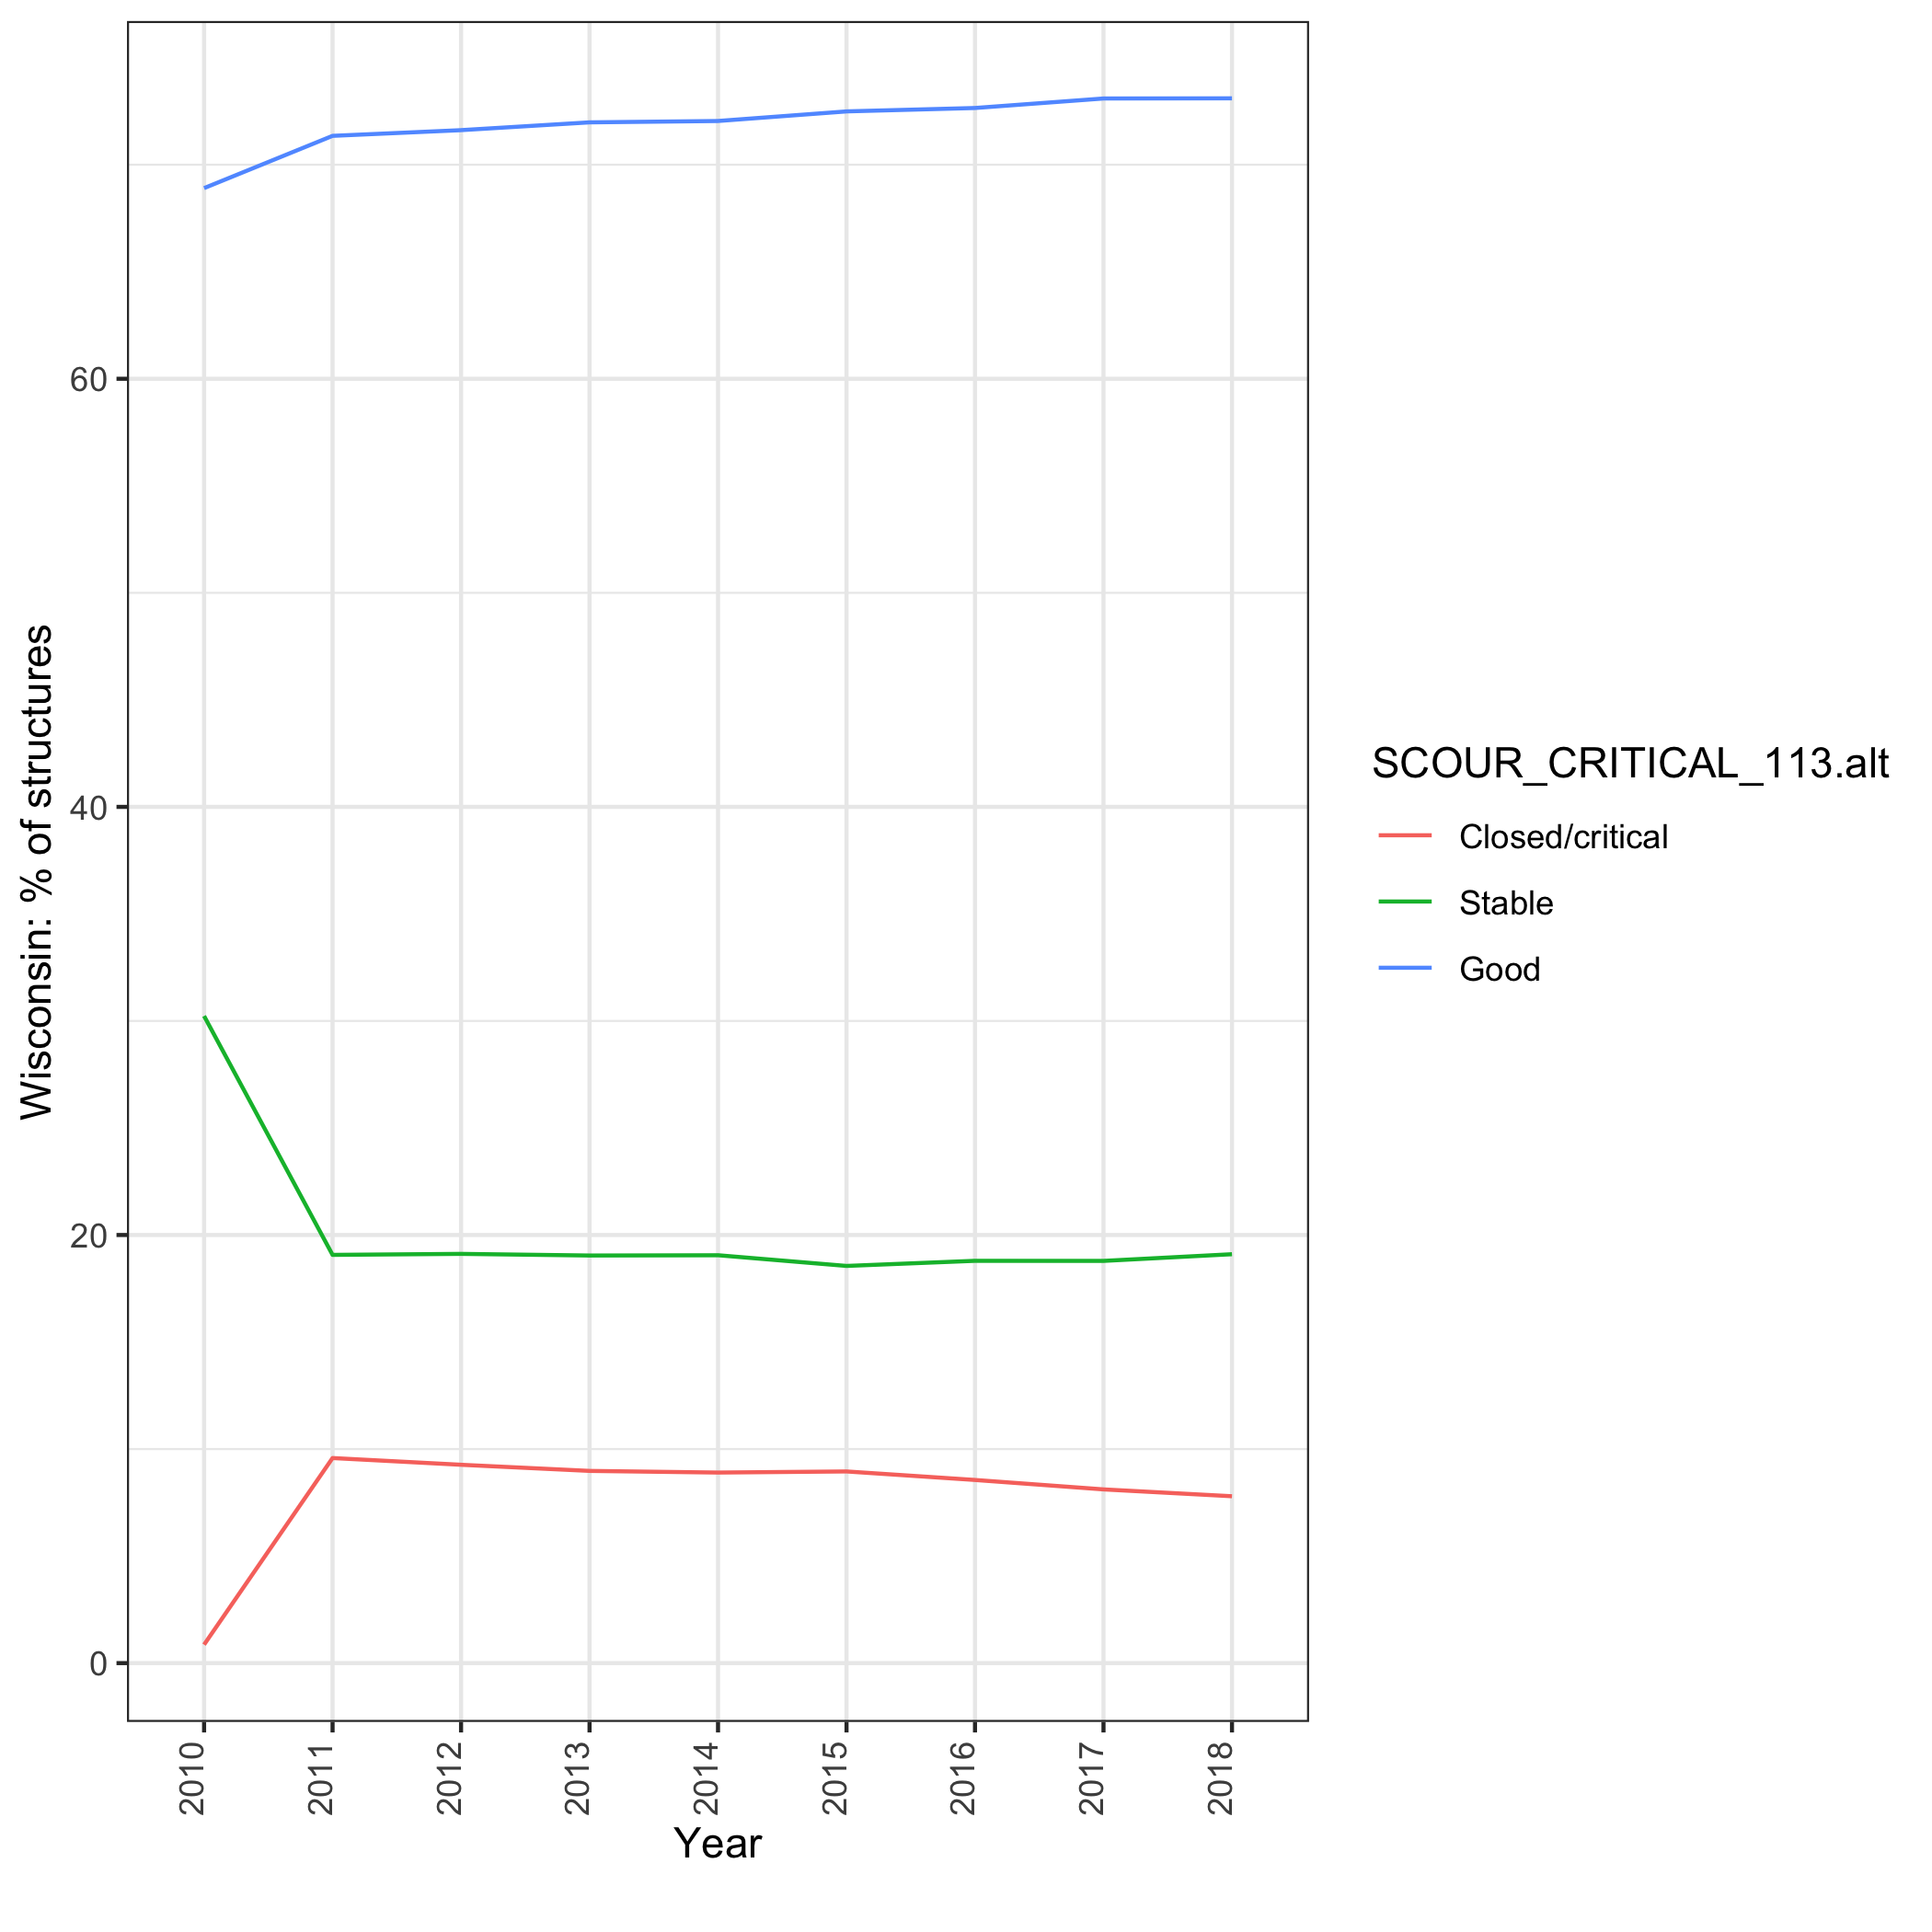 Wisconsin: % of structures
60
40
20
0
2010
2011
2012
2013
2014
2015
2016
2017
2018
Year
SCOUR_CRITICAL_113.alt
Closed/critical
Stable
Good